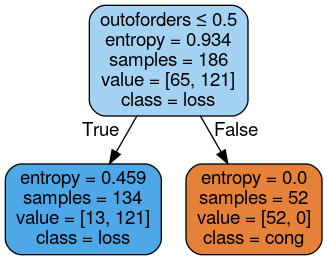 outoforders ≤ 0.5
entropy = 0.934
samples = 186
value = [65, 121]
class = loss
True
False
entropy = 0.459
samples = 134
value = [13, 121]
class = loss
entropy = 0.0
samples = 52
value = [52, 0]
class = cong